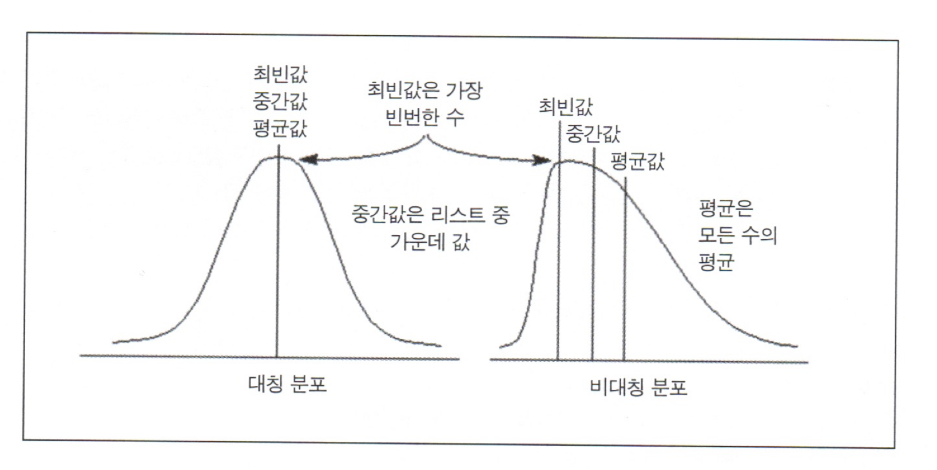 최빈값
중간값
평균값
최빈값은 가장
빈번한 수
최빈값
중간값
평균값
중간값은 리스트 중
가운데 값
평균은
모든 수의
평균
대칭 분포
비대칭 분포